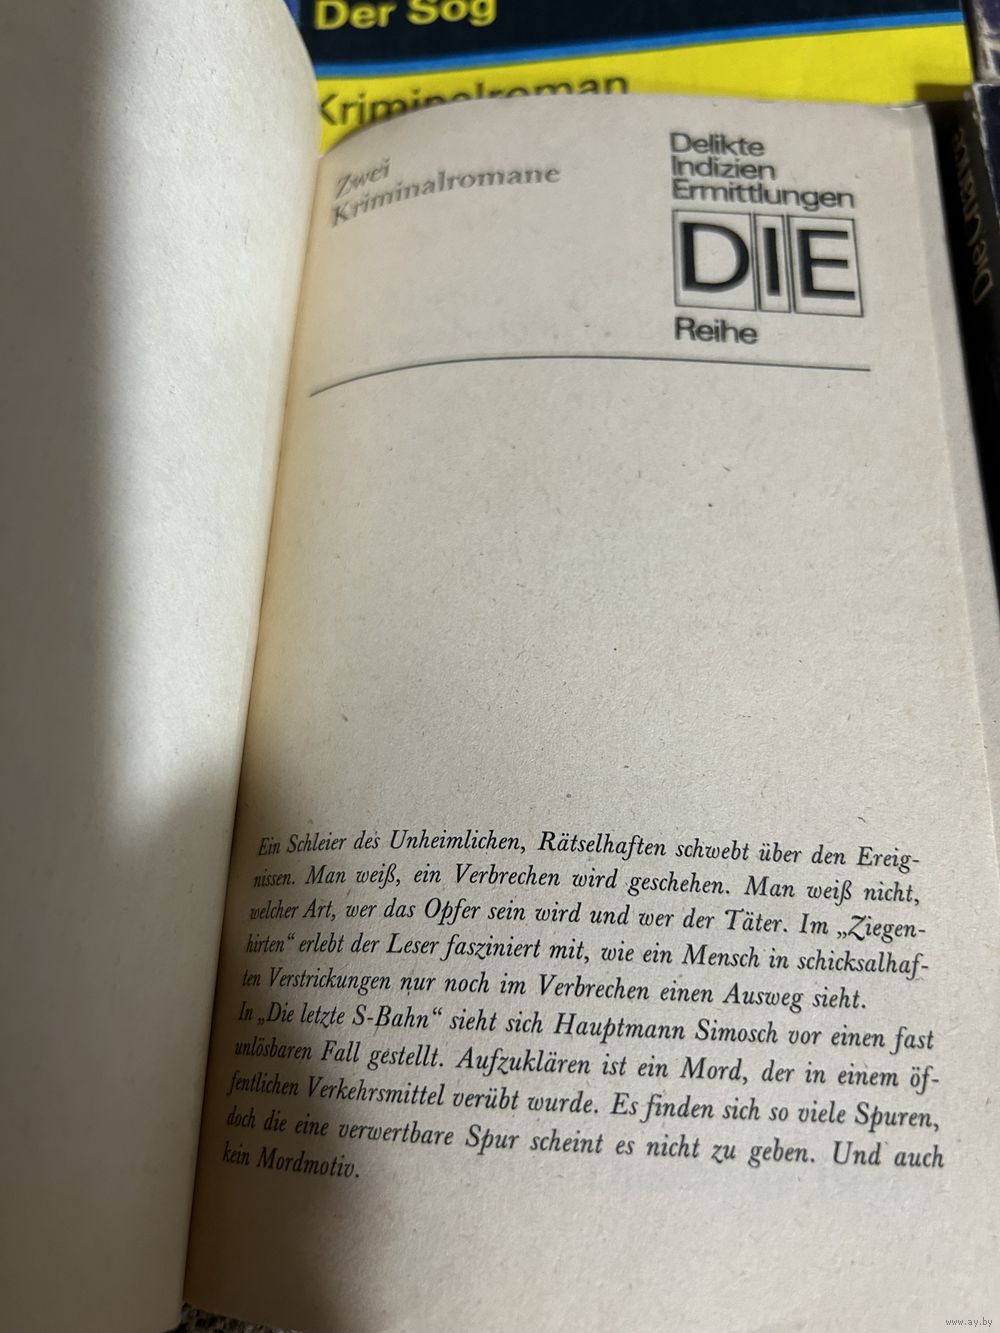 Der Sog
Kriminalroman
Zwei
Kriminalromane
Delikte
Indizien
Ermittlungen
DIE
Reihe
Ein Schleier des Unheimlichen, Rätselhaften schwebt über den Ereig-
nissen. Man weiß, ein Verbrechen wird geschehen. Man weiß nicht,
welcher Art, wer das Opfer sein wird und wer der Täter. Im „Ziegen-
hirten“ erlebt der Leser fasziniert mit, wie ein Mensch in schicksalhaf-
ten Verstrickungen nur noch im Verbrechen einen Ausweg sieht.
In „Die letzte S-Bahn“ sieht sich Hauptmann Simosch vor einen fast
unlösbaren Fall gestellt. Aufzuklären ist ein Mord, der in einem öf-
fentlichen Verkehrsmittel verübt wurde. Es finden sich so viele Spuren,
doch die eine verwertbare Spur scheint es nicht zu geben. Und auch
kein Mordmotiv.
www.ay.by